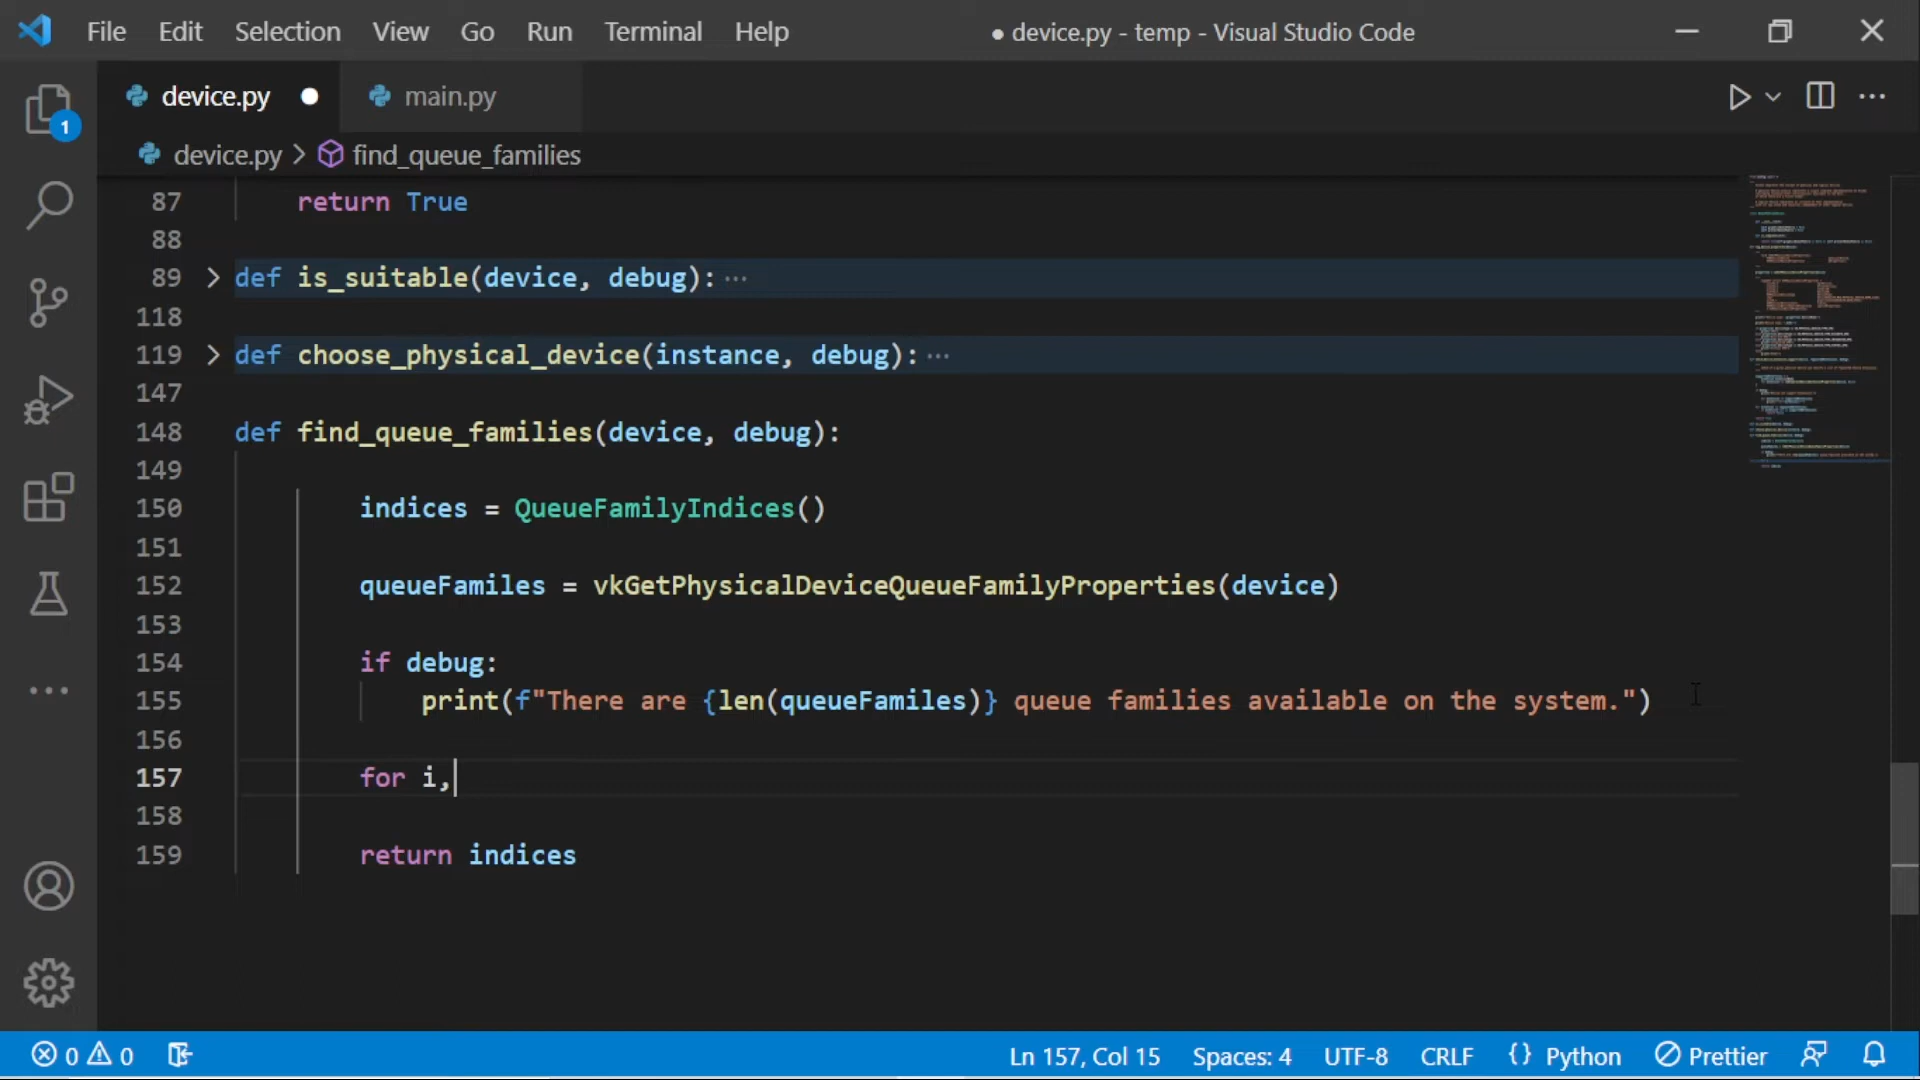 File Edit Selection View Go Run Terminal Help ● device.py - temp - Visual Studio Code
device.py ● main.py
device.py > find_queue_families
87 return True
88
89 def is_suitable(device, debug):···
118
119 def choose_physical_device(instance, debug):···
147
148 def find_queue_families(device, debug):
149
150 indices = QueueFamilyIndices()
151
152 queueFamiles = vkGetPhysicalDeviceQueueFamilyProperties(device)
153
154 if debug:
155 print(f"There are {len(queueFamiles)} queue families available on the system.")
156
157 for i,
158
159 return indices
1
0 0 Ln 157, Col 15 Spaces: 4 UTF-8 CRLF {} Python Prettier